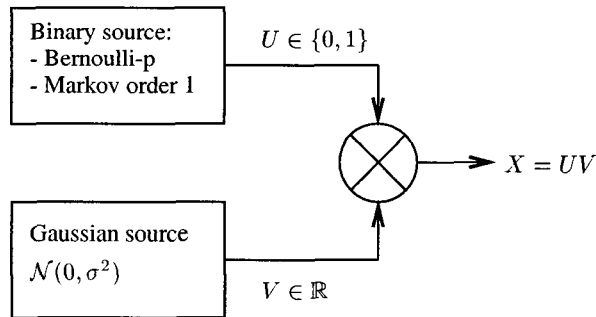 Binary source:
- Bernoulli-p
- Markov order 1
U ∈ {0, 1}
X = UV
Gaussian source
𝒩(0, σ²)
V ∈ ℝ